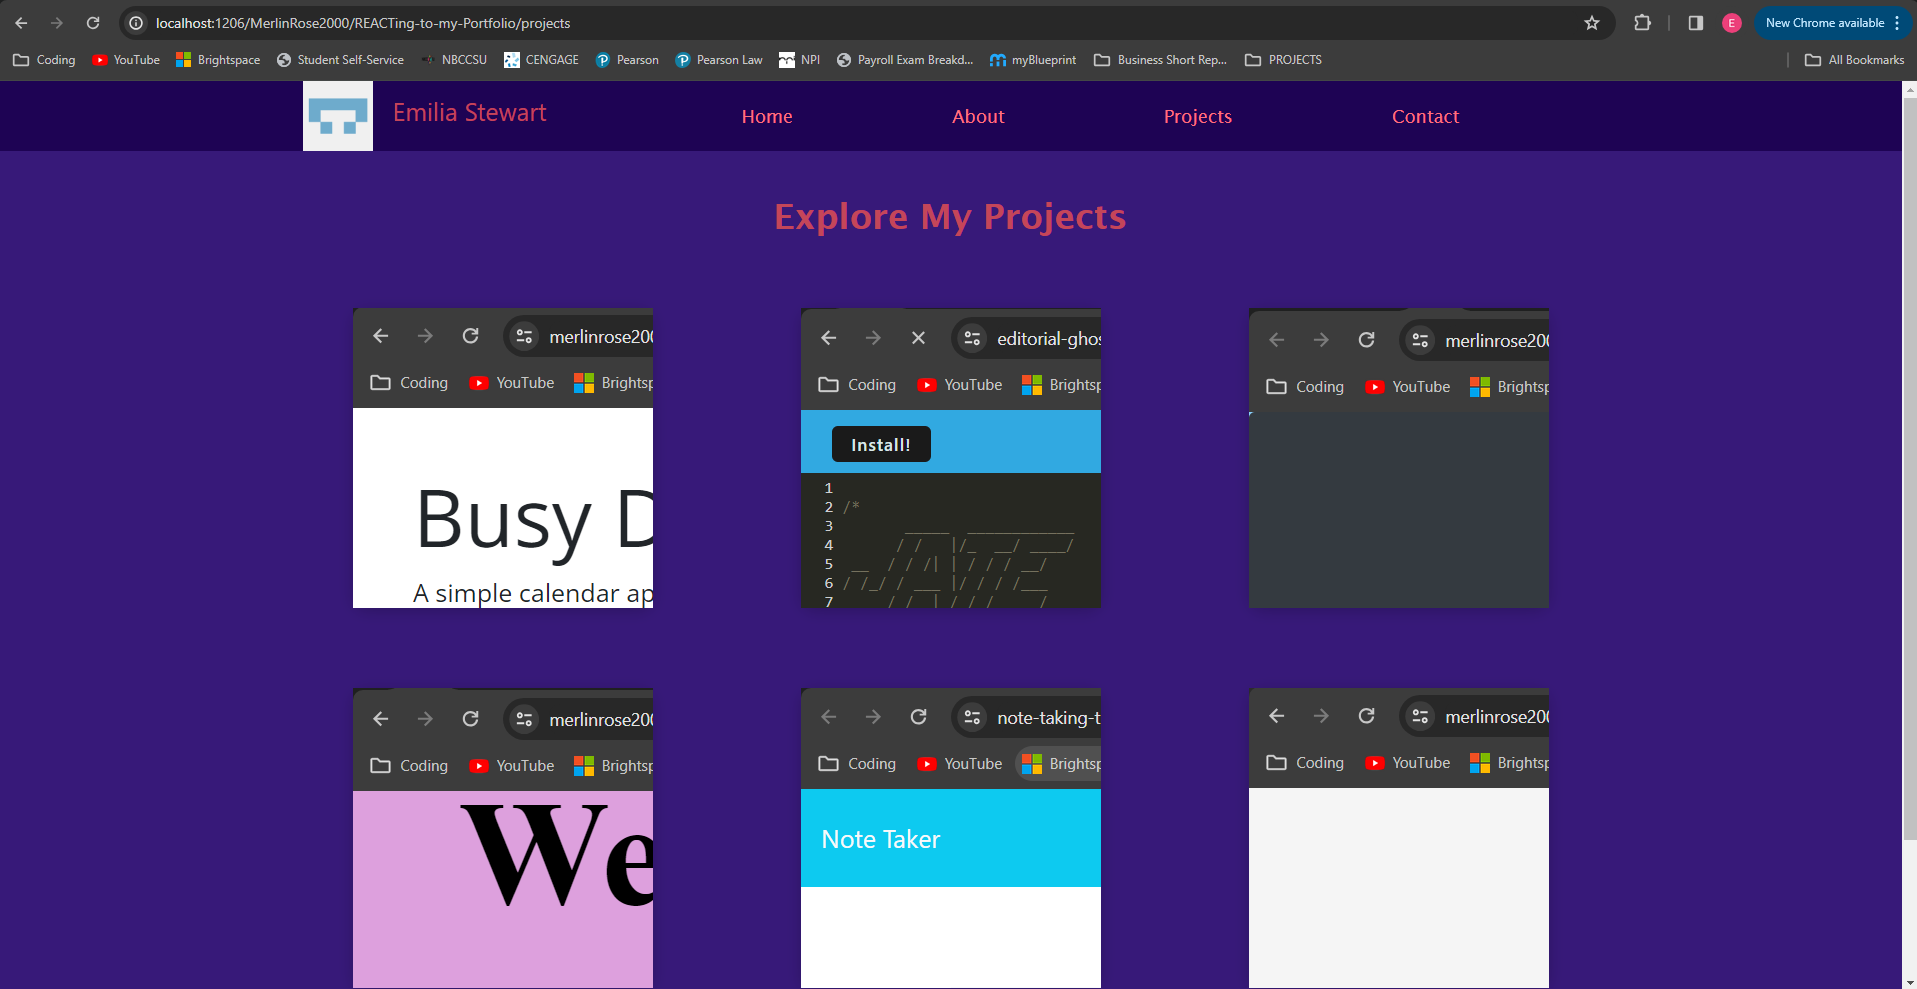 localhost:1206/MerlinRose2000/REACTing-to-my-Portfolio/projects
E
New Chrome available
Coding YouTube Brightspace Student Self-Service NBCCSU CENGAGE Pearson Pearson Law NPI Payroll Exam Breakd... myBlueprint Business Short Rep... PROJECTS All Bookmarks
Emilia Stewart Home About Projects Contact
Explore My Projects
merlinrose200
Coding YouTube Brightsp
Busy D
A simple calendar ap
editorial-ghos
Coding YouTube Brightsp
Install!
1
2 /*
3
4
5
6
7
merlinrose200
Coding YouTube Brightsp
merlinrose200
Coding YouTube Brightsp
We
note-taking-t
Coding YouTube Brightsp
Note Taker
merlinrose200
Coding YouTube Brightsp